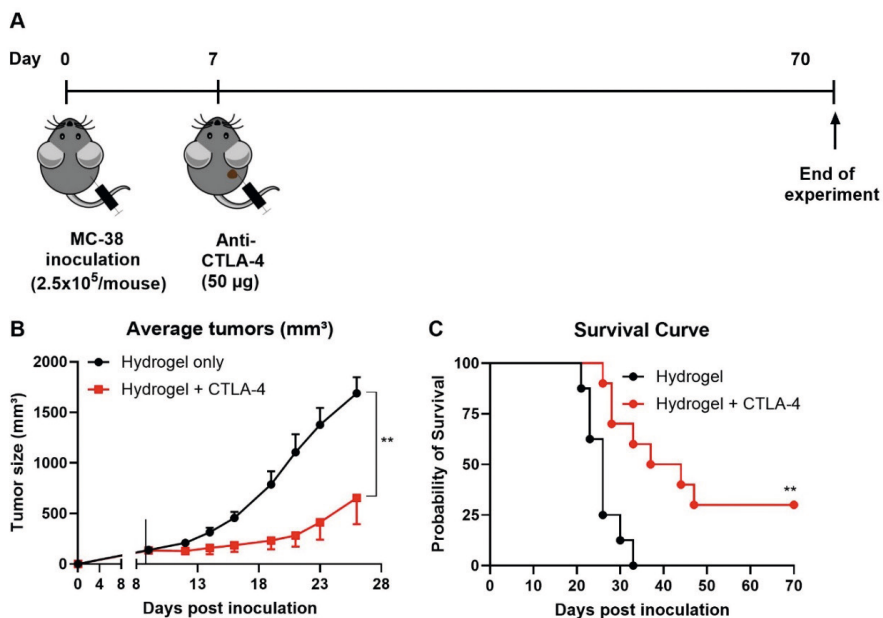 A
Day 0 7 70
MC-38
inoculation
(2.5x10⁵/mouse)
Anti-
CTLA-4
(50 µg)
End of
experiment
B
Average tumors (mm³)
Hydrogel only
Hydrogel + CTLA-4
Tumor size (mm³)
2000
1500
1000
500
0
**
0 4 8 8 13 18 23 28
Days post inoculation
C
Survival Curve
Hydrogel
Hydrogel + CTLA-4
Probability of Survival
100
75
50
25
0
**
0 10 20 30 40 50 60 70
Days post inoculation